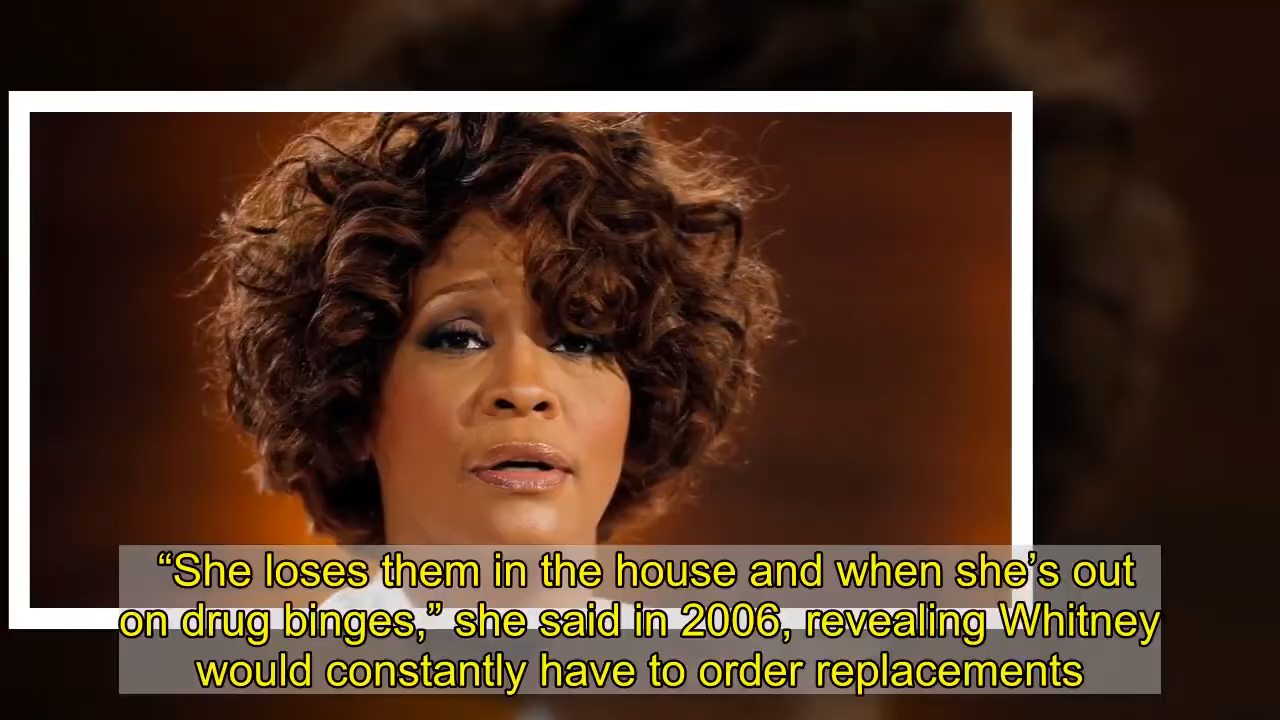 “She loses them in the house and when she’s out
on drug binges,” she said in 2006, revealing Whitney
would constantly have to order replacements